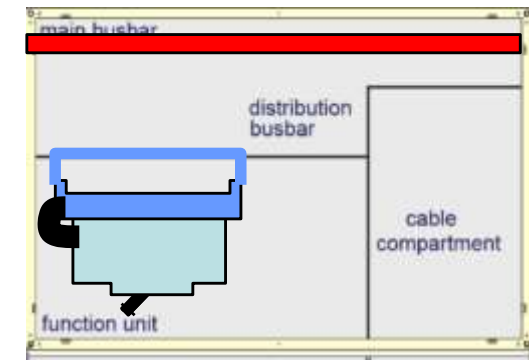 main busbar
distribution
busbar
cable
compartment
function unit